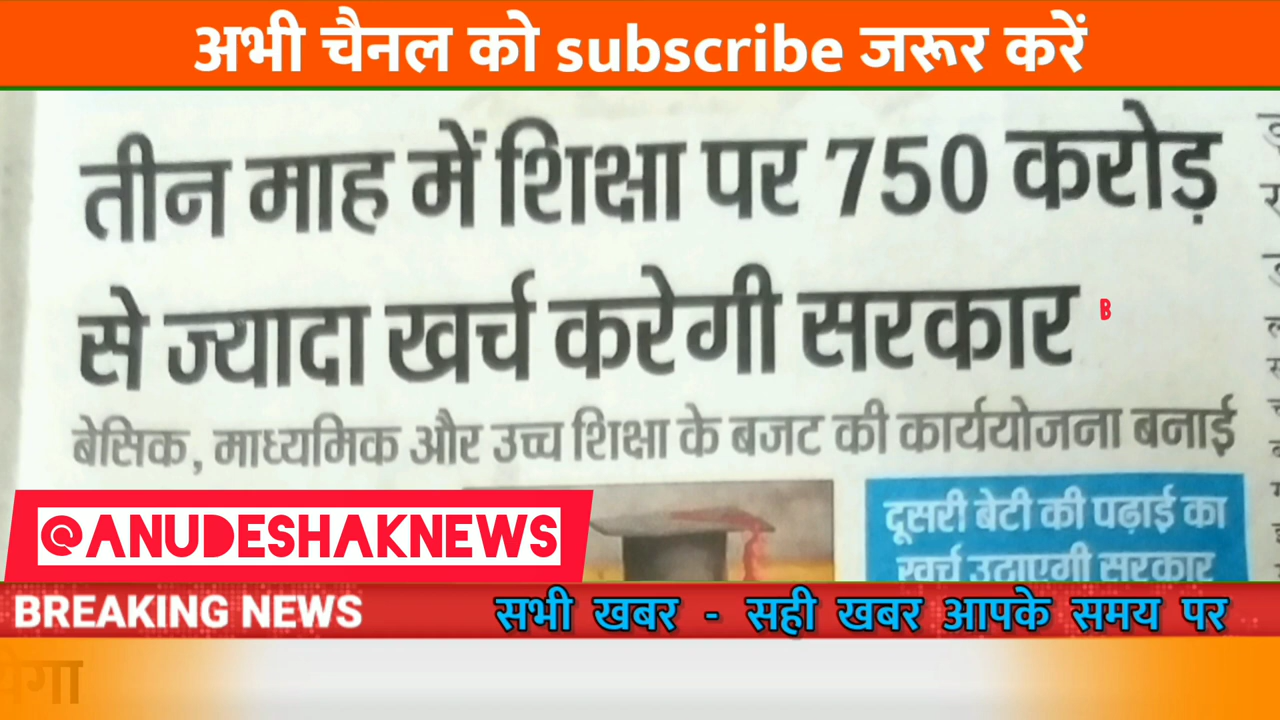 अभी चैनल को subscribe जरूर करें
तीन माह में शिक्षा पर 750 करोड़
से ज्यादा खर्च करेगी सरकार
B
बेसिक, माध्यमिक और उच्च शिक्षा के बजट की कार्ययोजना बनाई
दूसरी बेटी की पढ़ाई का
खर्च उठाएगी सरकार
@ANUDESHAKNEWS
BREAKING NEWS
सभी खबर - सही खबर आपके समय पर
येगा